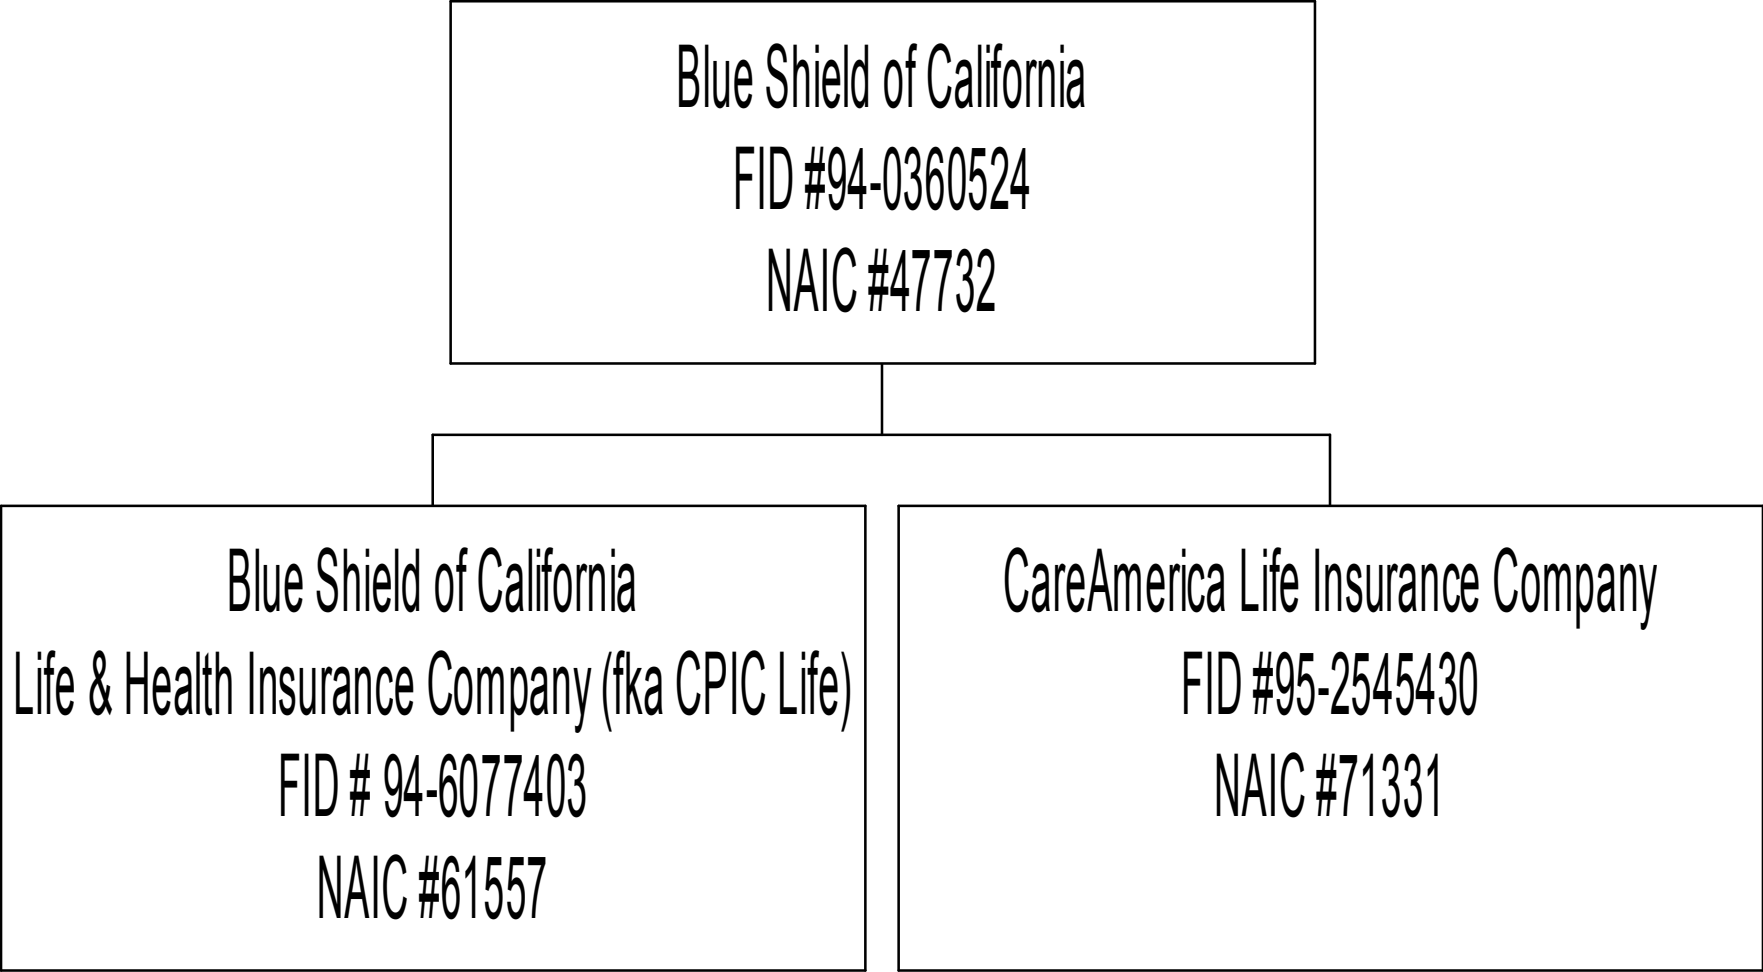 Blue Shield of California
FID #94-0360524
NAIC #47732
Blue Shield of California
Life & Health Insurance Company (fka CPIC Life)
FID # 94-6077403
NAIC #61557
CareAmerica Life Insurance Company
FID #95-2545430
NAIC #71331